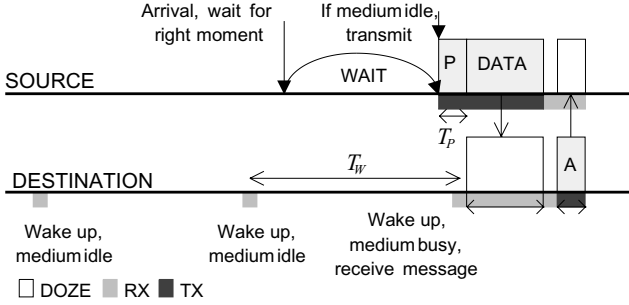 Arrival, wait for
right moment
If medium idle,
transmit
WAIT
P
DATA
SOURCE
T_P
T_W
A
DESTINATION
Wake up,
medium idle
Wake up,
medium idle
Wake up,
medium busy,
receive message
DOZE RX TX